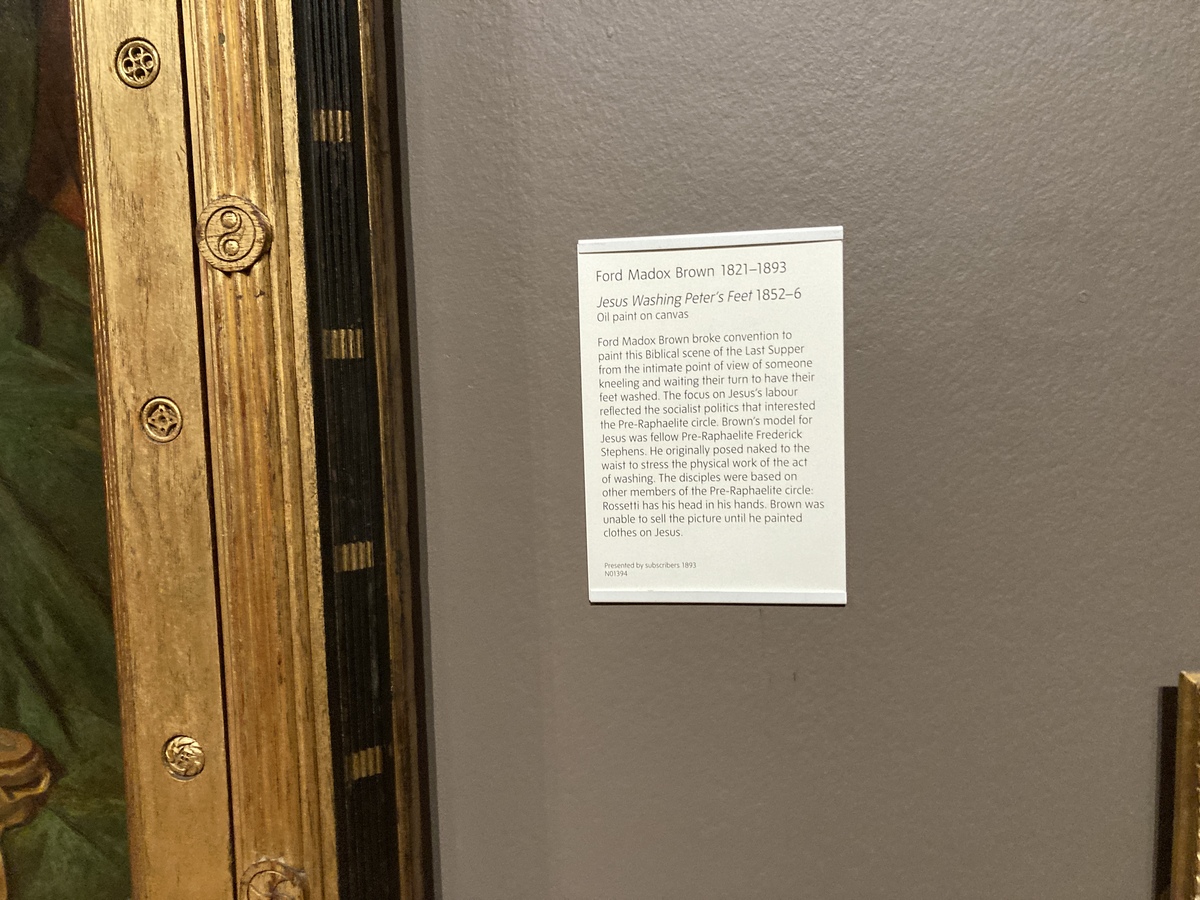 Ford Madox Brown 1821–1893
Jesus Washing Peter's Feet 1852–6
Oil paint on canvas
Ford Madox Brown broke convention to
paint this Biblical scene of the Last Supper
from the intimate point of view of someone
kneeling and waiting their turn to have their
feet washed. The focus on Jesus's labour
reflected the socialist politics that interested
the Pre-Raphaelite circle. Brown's model for
Jesus was fellow Pre-Raphaelite Frederick
Stephens. He originally posed naked to the
waist to stress the physical work of the act
of washing. The disciples were based on
other members of the Pre-Raphaelite circle:
Rossetti has his head in his hands. Brown was
unable to sell the picture until he painted
clothes on Jesus.
Presented by subscribers 1893
N01394